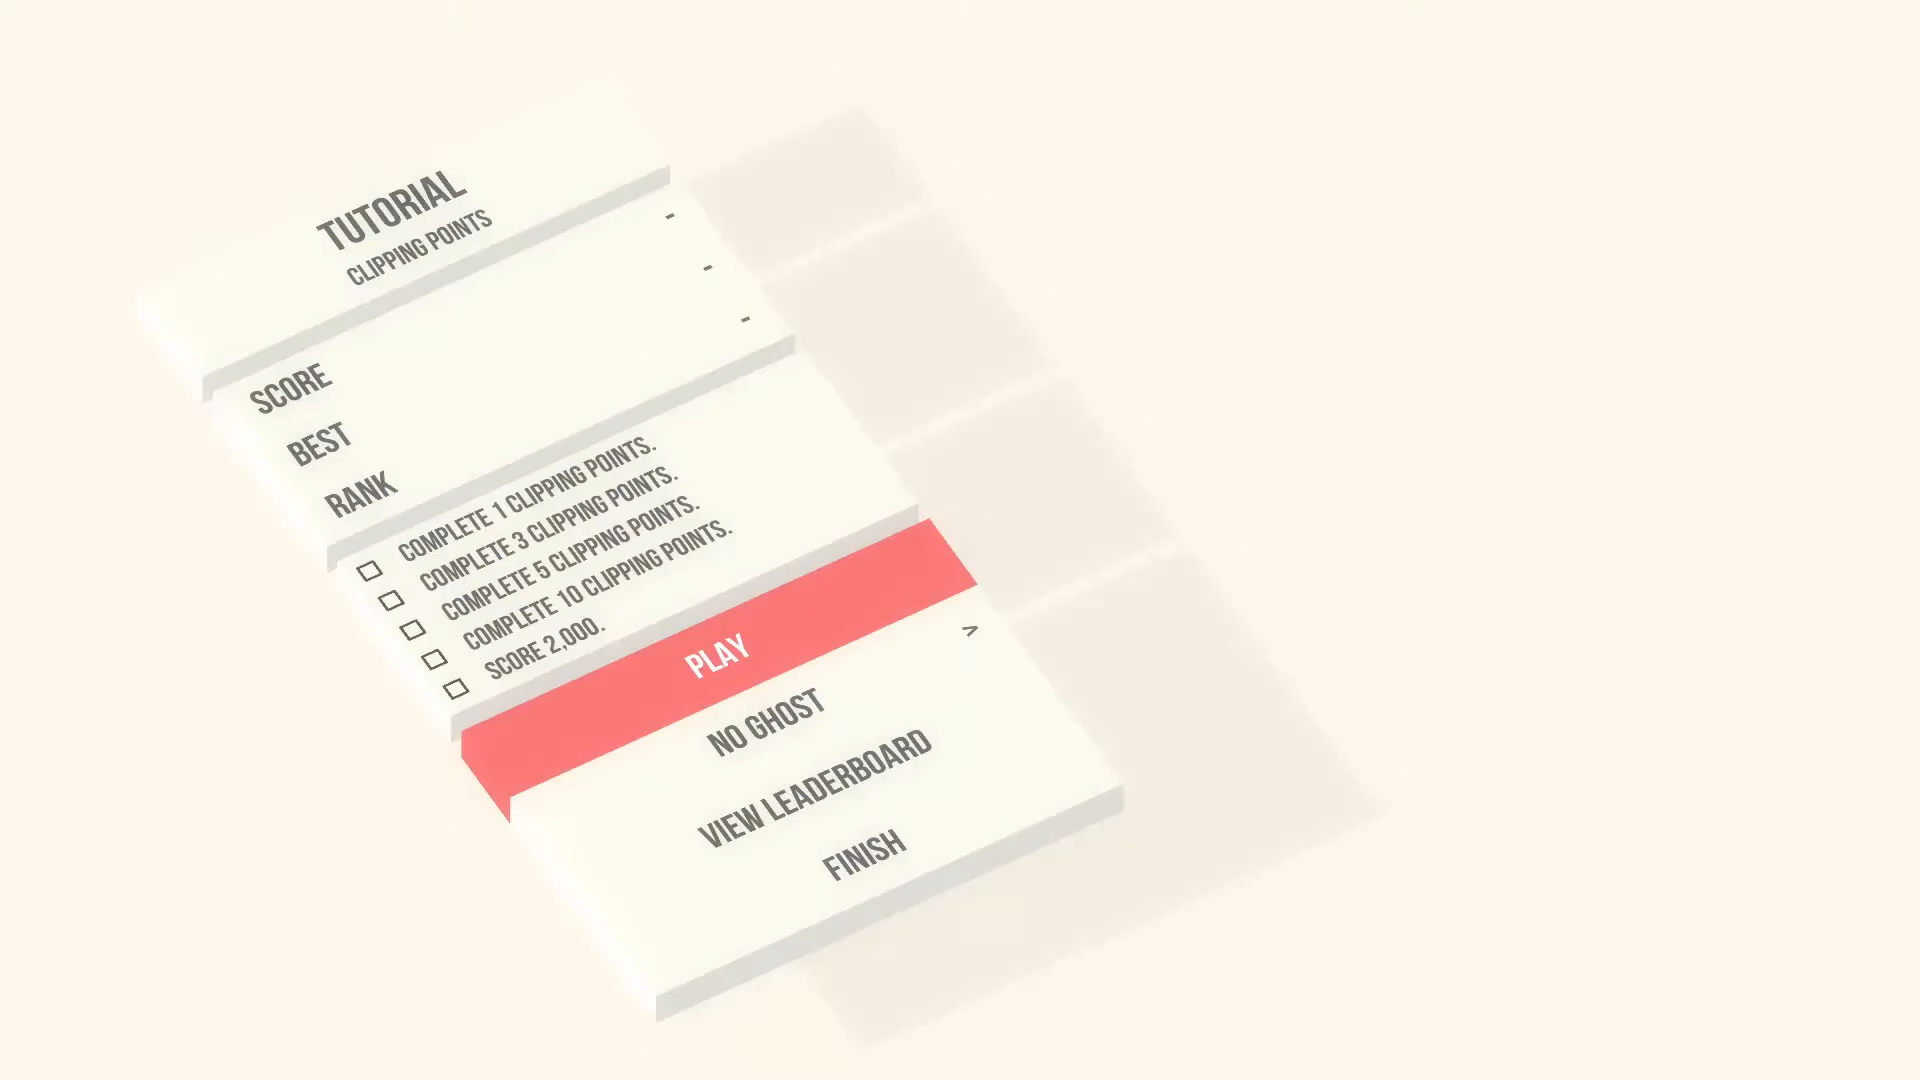 TUTORIAL
CLIPPING POINTS
SCORE -
BEST -
RANK -
COMPLETE 1 CLIPPING POINTS.
COMPLETE 3 CLIPPING POINTS.
COMPLETE 5 CLIPPING POINTS.
COMPLETE 10 CLIPPING POINTS.
SCORE 2,000.
PLAY
NO GHOST >
VIEW LEADERBOARD
FINISH